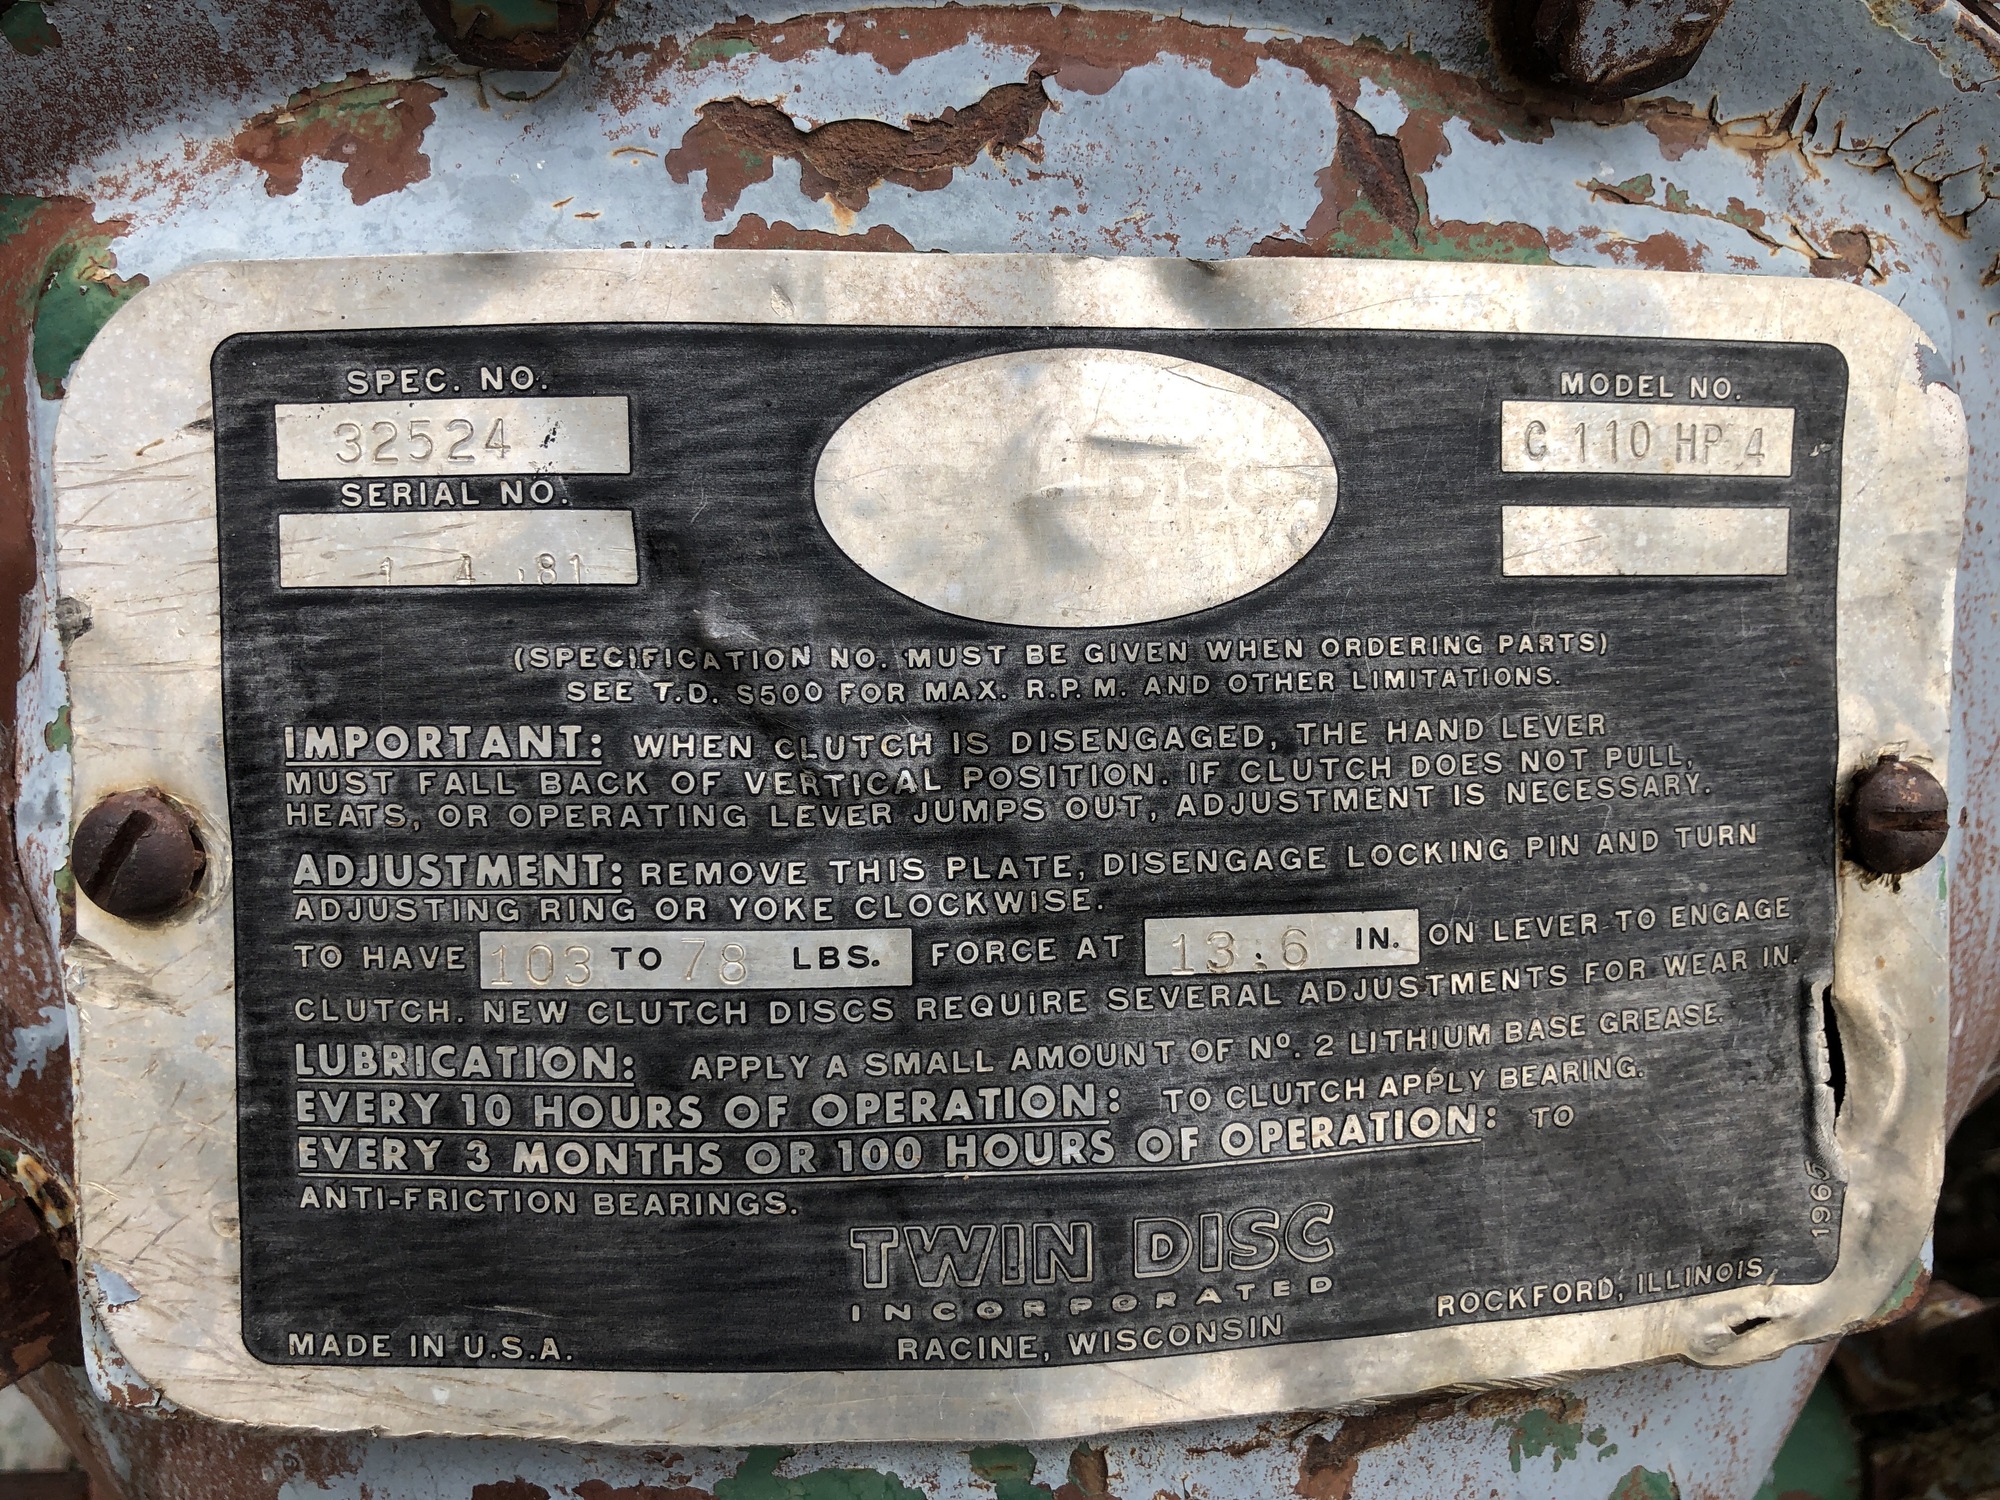 SPEC. NO.
32524
SERIAL NO.
1 4 81
MODEL NO.
C 110 HP 4
DISC
(SPECIFICATION NO. MUST BE GIVEN WHEN ORDERING PARTS)
SEE T.D. S500 FOR MAX. R.P.M. AND OTHER LIMITATIONS.
IMPORTANT: WHEN CLUTCH IS DISENGAGED, THE HAND LEVER
MUST FALL BACK OF VERTICAL POSITION. IF CLUTCH DOES NOT PULL,
HEATS, OR OPERATING LEVER JUMPS OUT, ADJUSTMENT IS NECESSARY.
ADJUSTMENT: REMOVE THIS PLATE, DISENGAGE LOCKING PIN AND TURN
ADJUSTING RING OR YOKE CLOCKWISE.
TO HAVE 103 TO 78 LBS. FORCE AT 13.6 IN. ON LEVER TO ENGAGE
CLUTCH. NEW CLUTCH DISCS REQUIRE SEVERAL ADJUSTMENTS FOR WEAR IN.
LUBRICATION: APPLY A SMALL AMOUNT OF Nº. 2 LITHIUM BASE GREASE.
EVERY 10 HOURS OF OPERATION: TO CLUTCH APPLY BEARING.
EVERY 3 MONTHS OR 100 HOURS OF OPERATION: TO
ANTI-FRICTION BEARINGS.
1965
TWIN DISC
INCORPORATED
MADE IN U.S.A.
RACINE, WISCONSIN
ROCKFORD, ILLINOIS